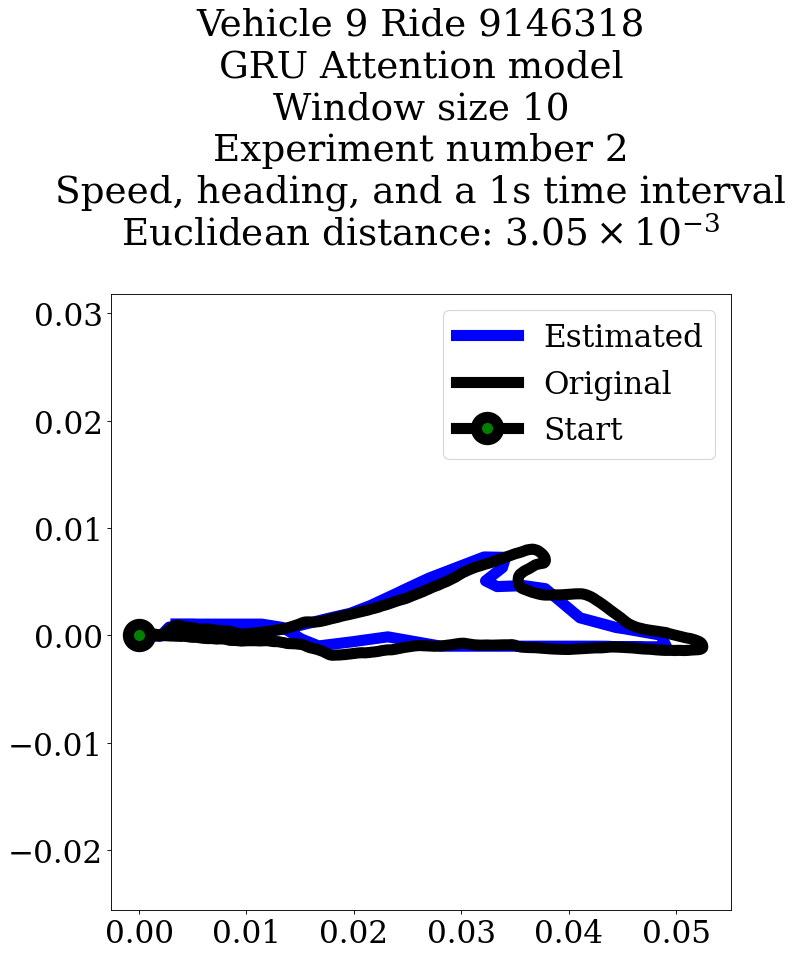 Vehicle 9 Ride 9146318
GRU Attention model
Window size 10
Experiment number 2
Speed, heading, and a 1s time interval
Euclidean distance: 3.05 × 10⁻³
0.03
Estimated
Original
0.02
Start
0.01
0.00
−0.01
−0.02
0.00 0.01 0.02 0.03 0.04 0.05